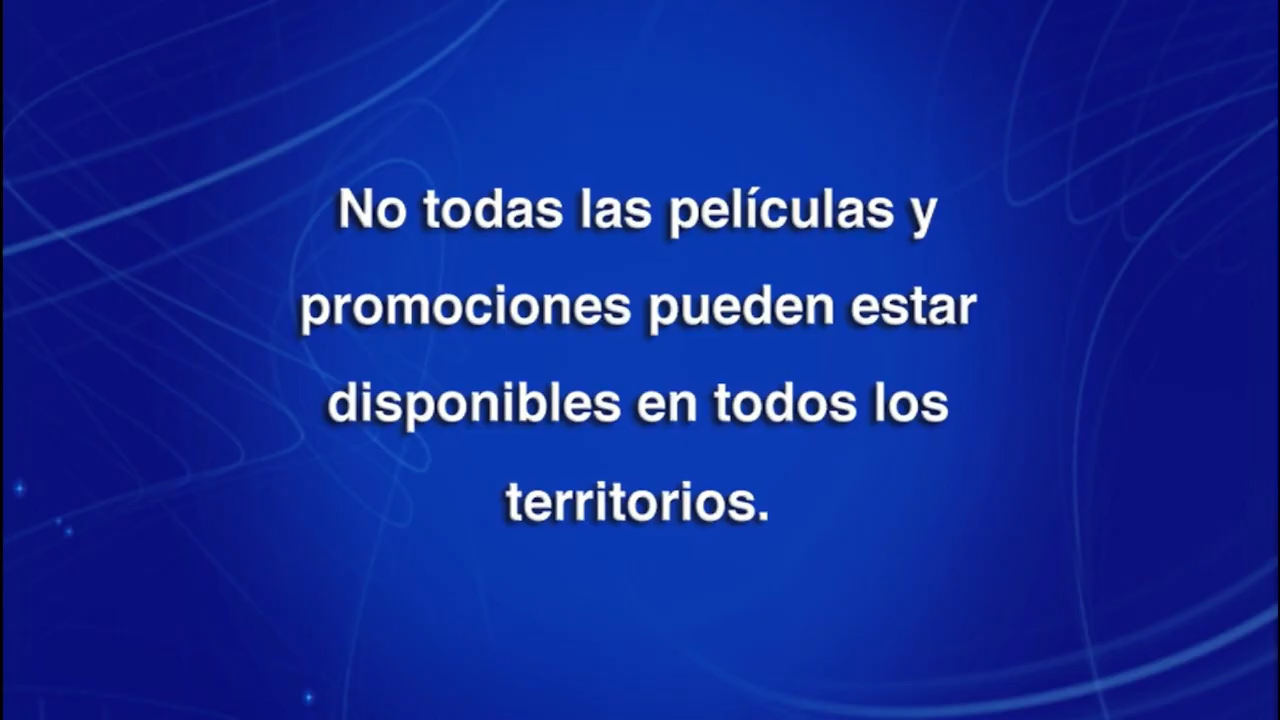 No todas las películas y
promociones pueden estar
disponibles en todos los
territorios.